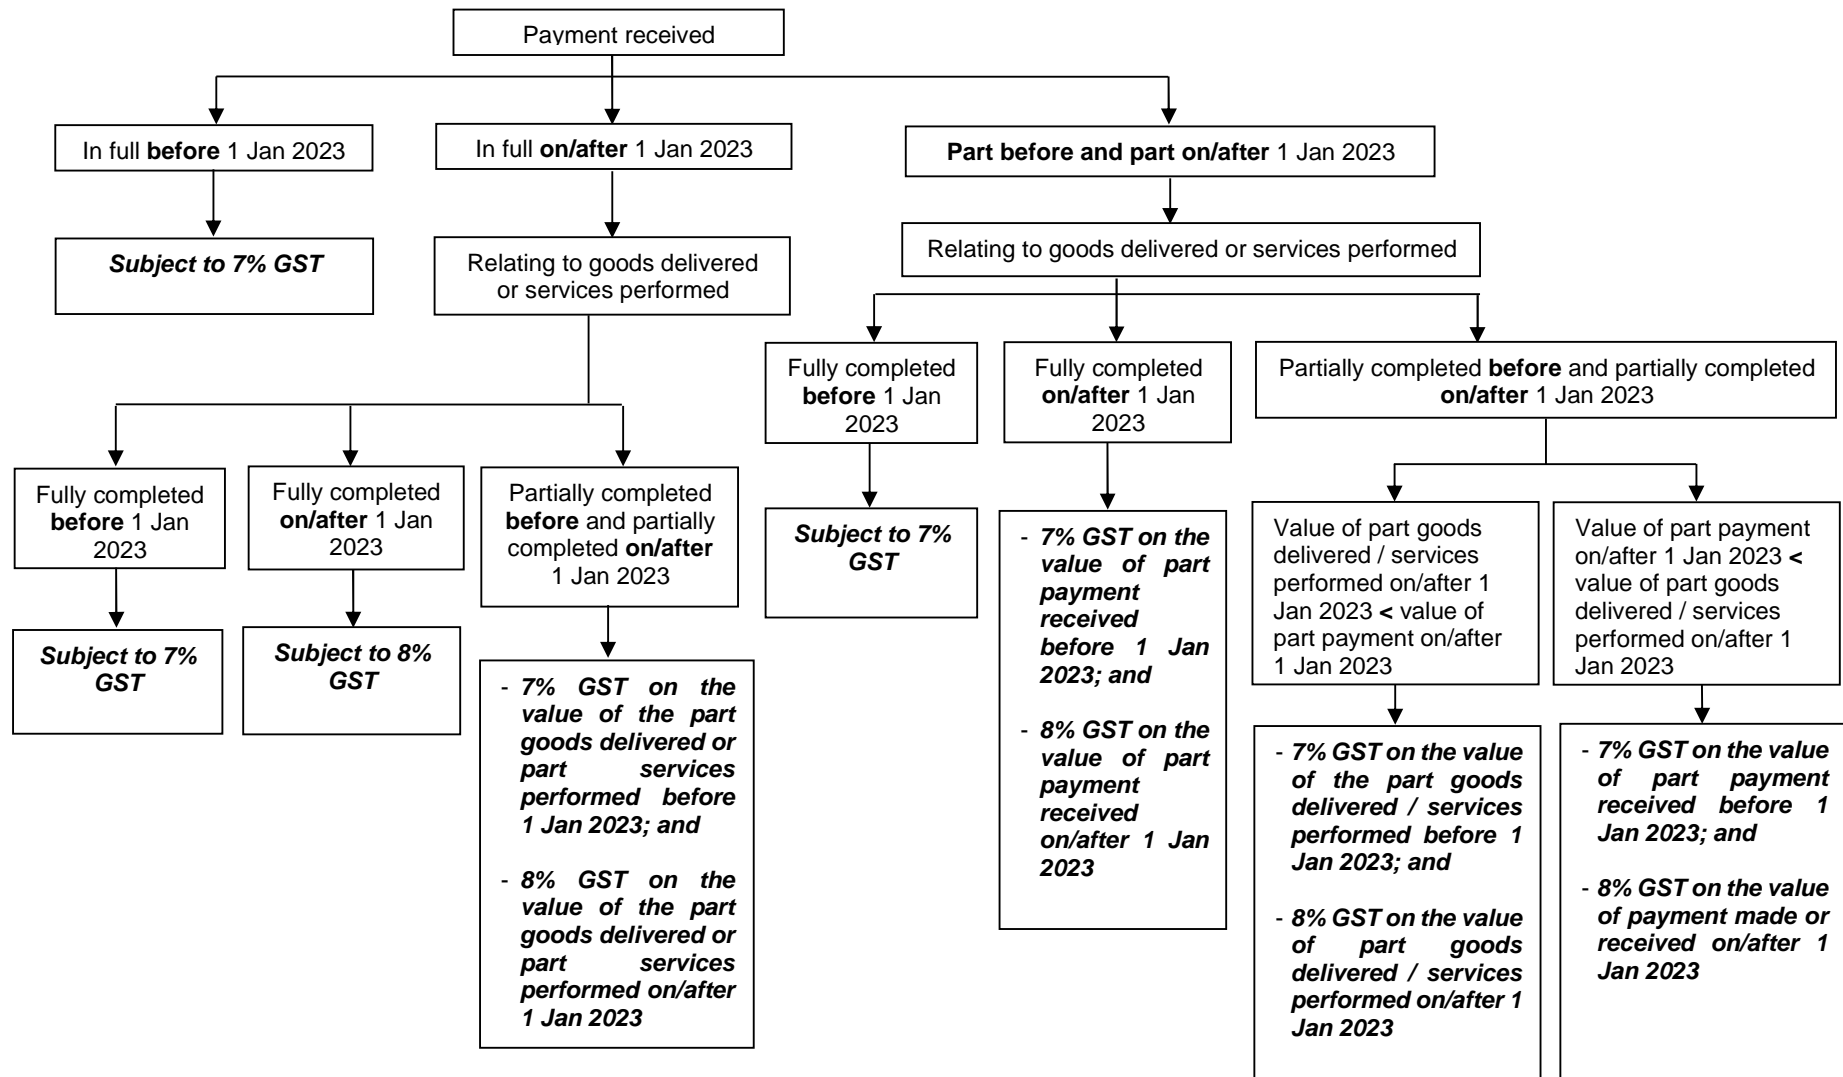 Payment received
In full before 1 Jan 2023
In full on/after 1 Jan 2023
Part before and part on/after 1 Jan 2023
Subject to 7% GST
Relating to goods delivered
or services performed
Relating to goods delivered or services performed
Fully completed
before 1 Jan
2023
Fully completed
on/after 1 Jan
2023
Partially completed before and partially completed
on/after 1 Jan 2023
Fully completed
before 1 Jan
2023
Fully completed
on/after 1 Jan
2023
Partially completed
before and partially
completed on/after
1 Jan 2023
Subject to 7%
GST
- 7% GST on the
value of part
payment
received
before 1 Jan
2023; and
- 8% GST on the
value of part
payment
received
on/after 1 Jan
2023
Value of part goods
delivered / services
performed on/after 1
Jan 2023 < value of
part payment on/after
1 Jan 2023
Value of part payment
on/after 1 Jan 2023 <
value of part goods
delivered / services
performed on/after 1
Jan 2023
Subject to 7%
GST
Subject to 8%
GST
- 7% GST on the
value of the part
goods delivered or
part services
performed before
1 Jan 2023; and
- 8% GST on the
value of the part
goods delivered or
part services
performed on/after
1 Jan 2023
- 7% GST on the value
of the part goods
delivered / services
performed before 1
Jan 2023; and
- 8% GST on the value
of part goods
delivered / services
performed on/after 1
Jan 2023
- 7% GST on the value
of part payment
received before 1
Jan 2023; and
- 8% GST on the value
of payment made or
received on/after 1
Jan 2023